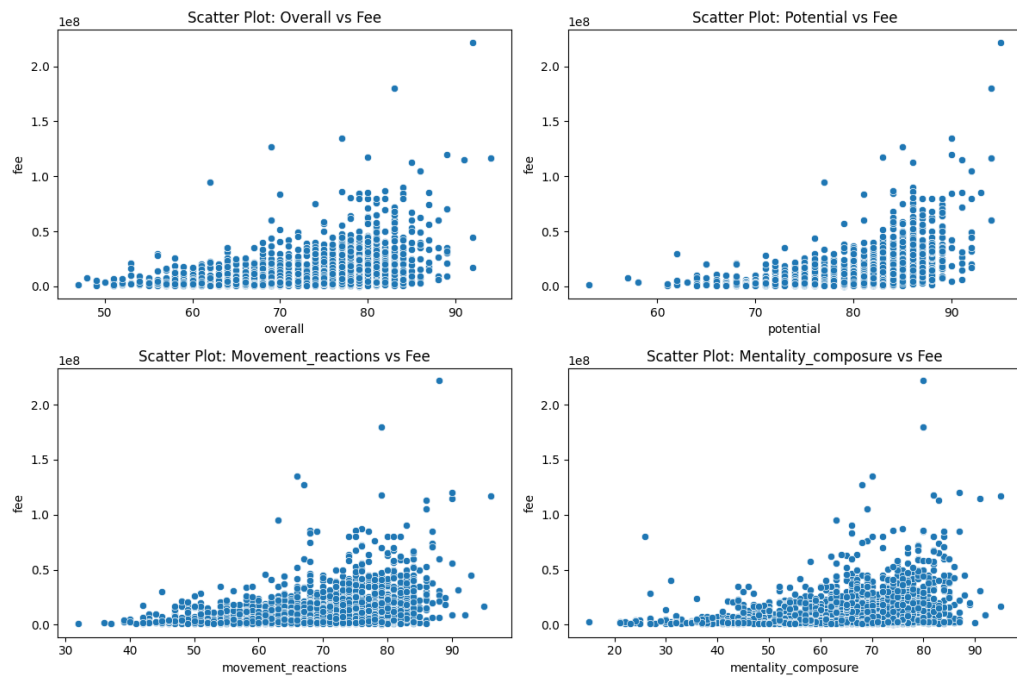 Scatter Plot: Overall vs Fee
1e8
2.0
1.5
1.0
0.5
0.0
fee
50 60 70 80 90
overall
Scatter Plot: Potential vs Fee
1e8
2.0
1.5
1.0
0.5
0.0
fee
60 70 80 90
potential
Scatter Plot: Movement_reactions vs Fee
1e8
2.0
1.5
1.0
0.5
0.0
fee
30 40 50 60 70 80 90
movement_reactions
Scatter Plot: Mentality_composure vs Fee
1e8
2.0
1.5
1.0
0.5
0.0
fee
20 30 40 50 60 70 80 90
mentality_composure